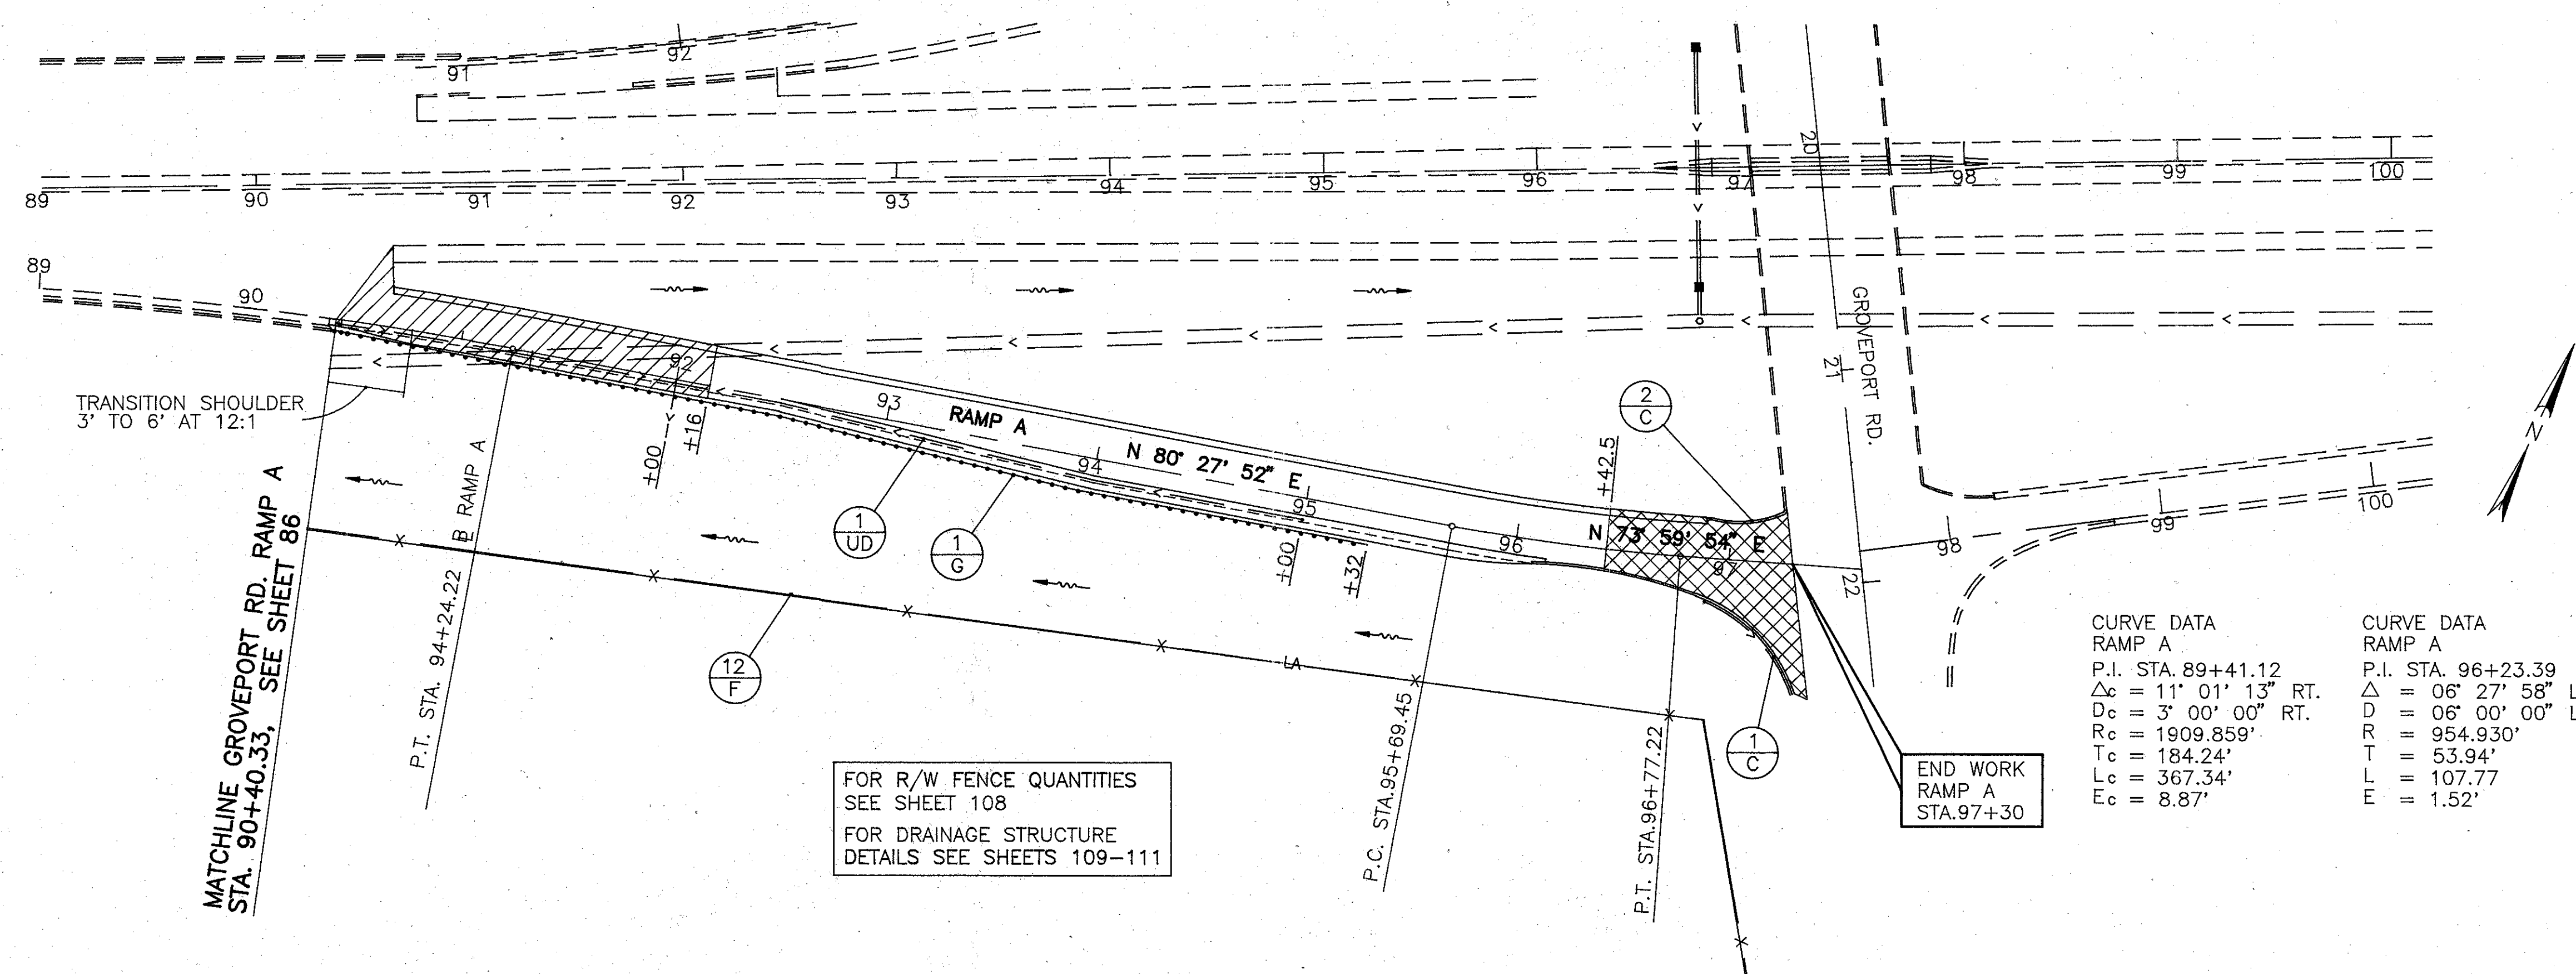 91
92
89
90
91
92
93
94
95
96
97
98
99
100
20
21
22
GROVEPORT RD.
89
90
92
93
94
95
96
97
98
99
100
TRANSITION SHOULDER
3' TO 6' AT 12:1
MATCHLINE GROVEPORT RD. RAMP A
STA. 90+40.33, SEE SHEET 86
P.T. STA. 94+24.22 B RAMP A
+00
+16
RAMP A
N 80° 27' 52" E
1
UD
1
G
12
F
+00
+32
LA
P.C. STA.95+69.45
+42.5
2
C
N 73° 59' 54" E
P.T. STA.96+77.22
1
C
N
FOR R/W FENCE QUANTITIES
SEE SHEET 108
FOR DRAINAGE STRUCTURE
DETAILS SEE SHEETS 109-111
END WORK
RAMP A
STA.97+30
CURVE DATA
RAMP A
P.I. STA. 89+41.12
Δc = 11° 01' 13" RT.
Dc = 3° 00' 00" RT.
Rc = 1909.859'
Tc = 184.24'
Lc = 367.34'
Ec = 8.87'
CURVE DATA
RAMP A
P.I. STA. 96+23.39
Δ = 06° 27' 58" L
D = 06° 00' 00" L
R = 954.930'
T = 53.94'
L = 107.77
E = 1.52'